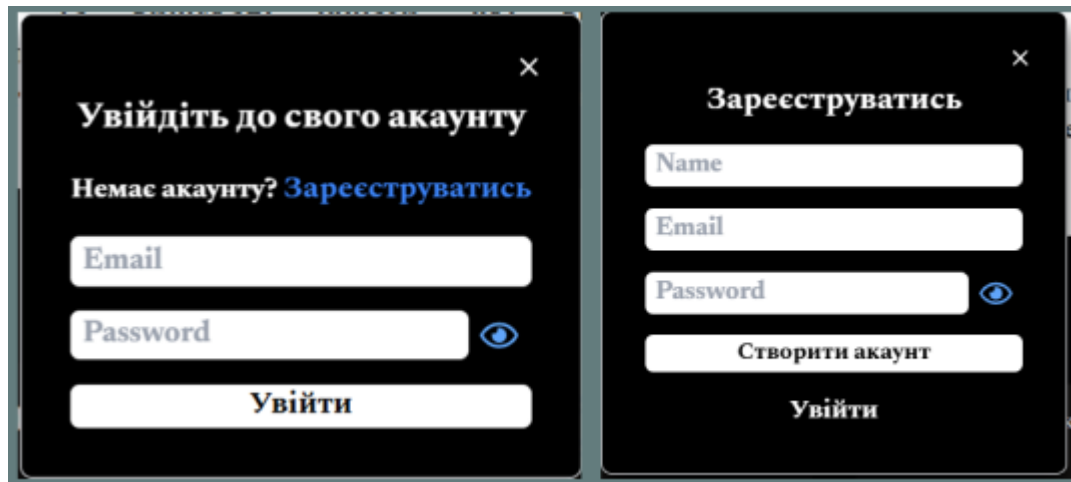 Увійдіть до свого акаунту
Немає акаунту? Зареєструватись
Email
Password
Увійти
Зареєструватись
Name
Email
Password
Створити акаунт
Увійти